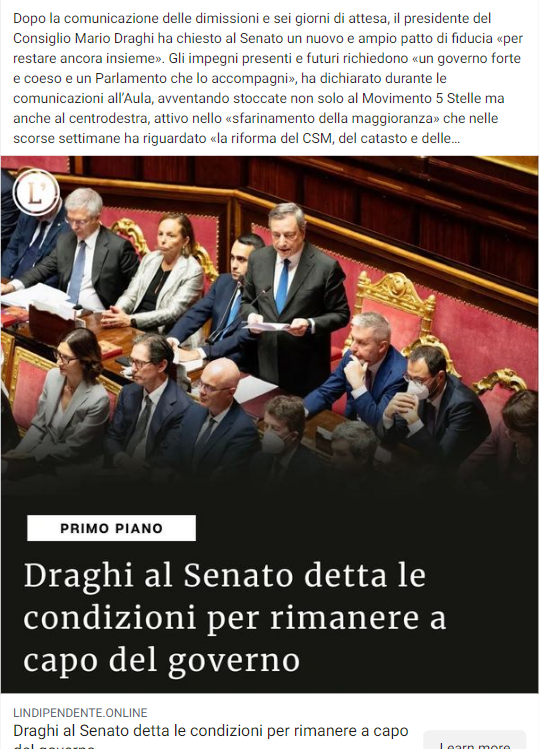 Dopo la comunicazione delle dimissioni e sei giorni di attesa, il presidente del
Consiglio Mario Draghi ha chiesto al Senato un nuovo e ampio patto di fiducia «per
restare ancora insieme». Gli impegni presenti e futuri richiedono «un governo forte
e coeso e un Parlamento che lo accompagni», ha dichiarato durante le
comunicazioni all'Aula, avventando stoccate non solo al Movimento 5 Stelle ma
anche al centrodestra, attivo nello «sfarinamento della maggioranza» che nelle
scorse settimane ha riguardato «la riforma del CSM, del catasto e delle…
L'
PRIMO PIANO
Draghi al Senato detta le
condizioni per rimanere a
capo del governo
LINDIPENDENTE.ONLINE
Draghi al Senato detta le condizioni per rimanere a capo
del governo
Learn more